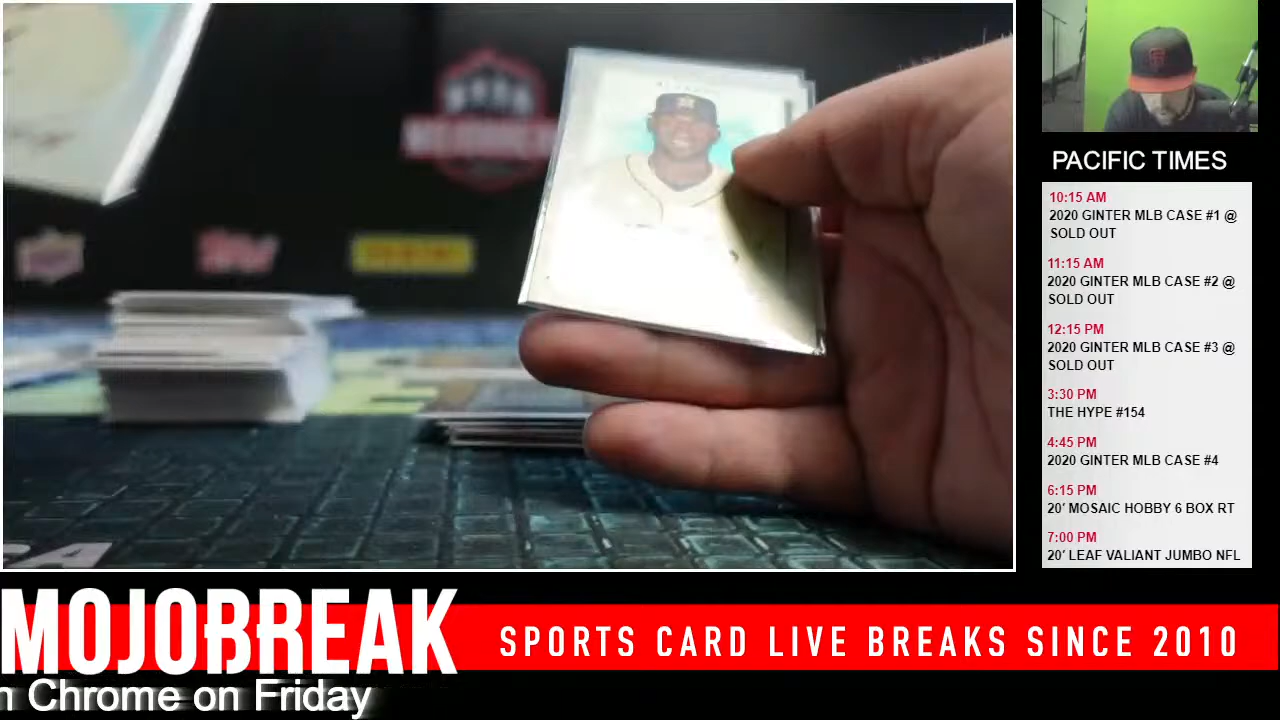 PACIFIC TIMES
10:15 AM
2020 GINTER MLB CASE #1 @
SOLD OUT
11:15 AM
2020 GINTER MLB CASE #2 @
SOLD OUT
12:15 PM
2020 GINTER MLB CASE #3 @
SOLD OUT
3:30 PM
THE HYPE #154
4:45 PM
2020 GINTER MLB CASE #4
6:15 PM
20' MOSAIC HOBBY 6 BOX RT
7:00 PM
20' LEAF VALIANT JUMBO NFL
MOJOBREAK
SPORTS CARD LIVE BREAKS SINCE 2010
Chrome on Friday